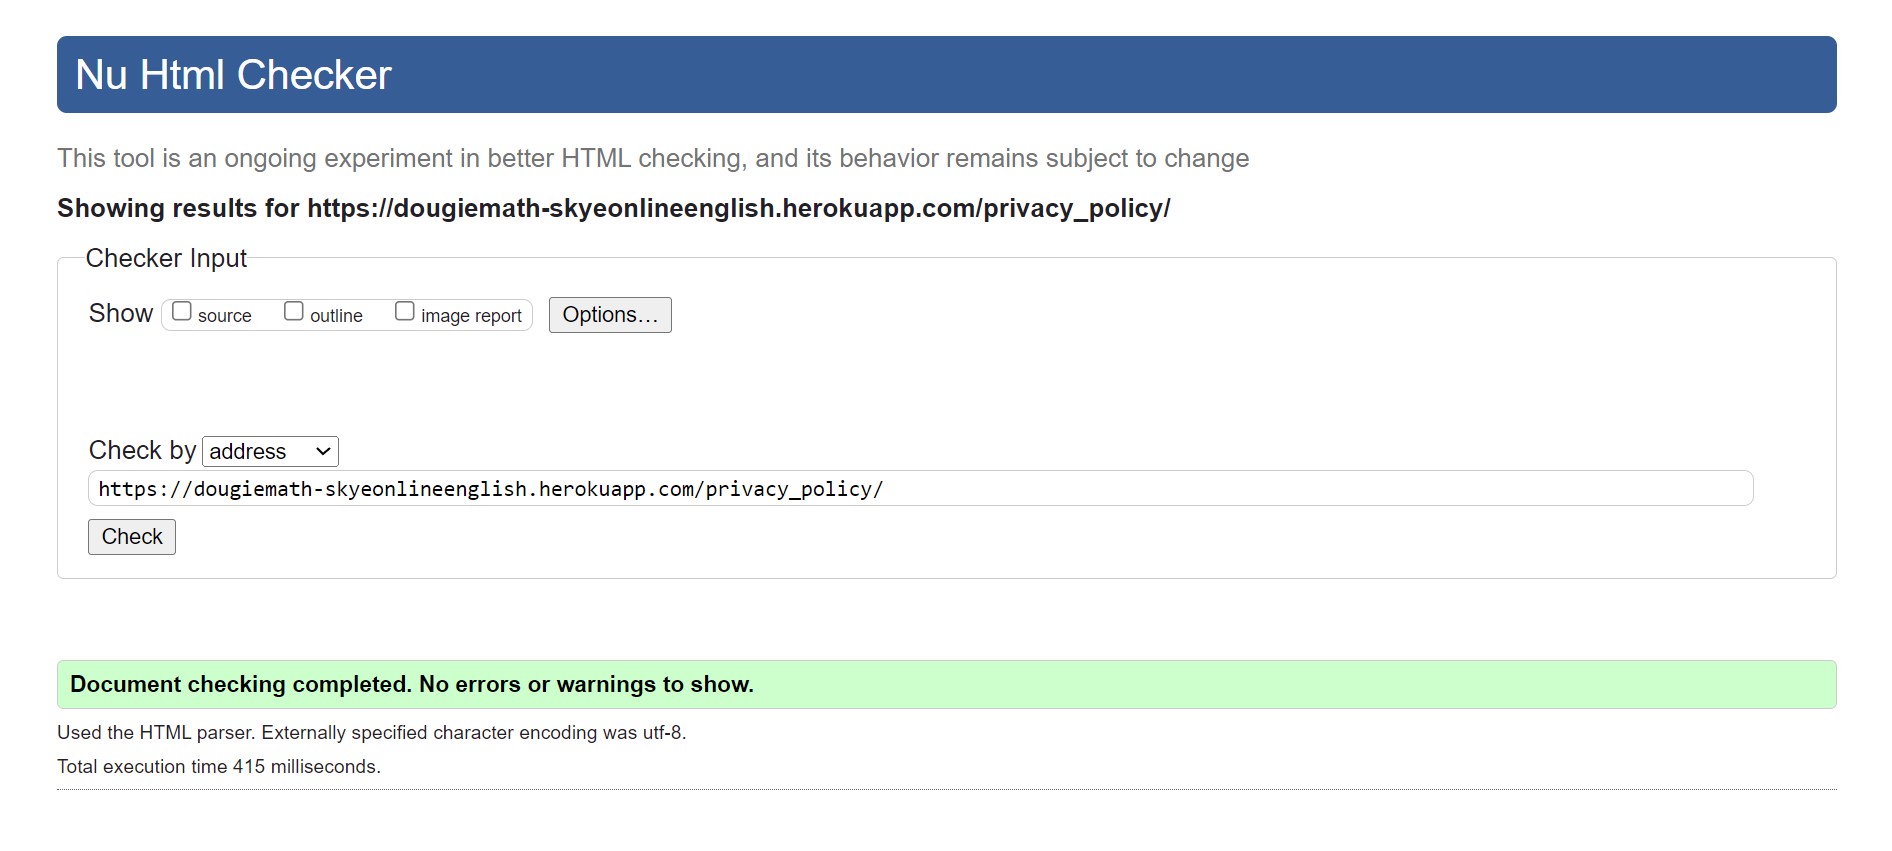 Nu Html Checker
This tool is an ongoing experiment in better HTML checking, and its behavior remains subject to change
Showing results for https://dougiemath-skyeonlineenglish.herokuapp.com/privacy_policy/
Checker Input
Show source outline image report Options…
Check by address
https://dougiemath-skyeonlineenglish.herokuapp.com/privacy_policy/
Check
Document checking completed. No errors or warnings to show.
Used the HTML parser. Externally specified character encoding was utf-8.
Total execution time 415 milliseconds.